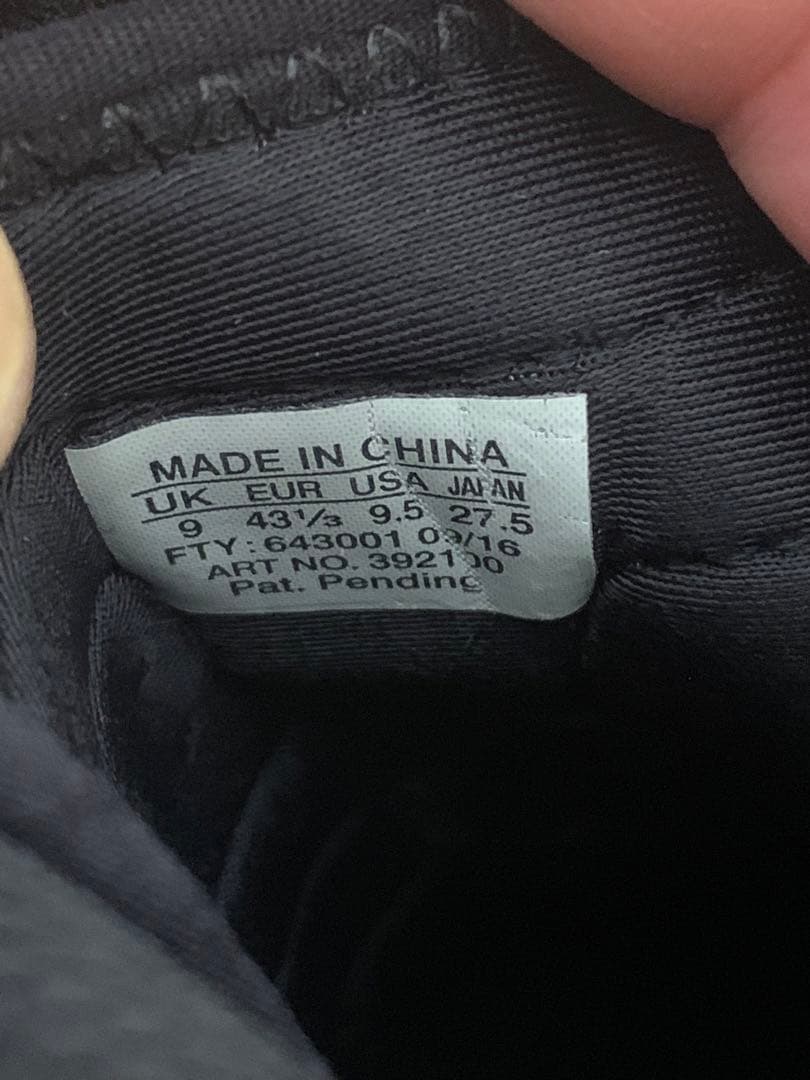 MADE IN CHINA
UK EUR USA JAPAN
9 43⅓ 9.5 27.5
FTY: 643001 09/16
ART NO. 392100
Pat. Pending